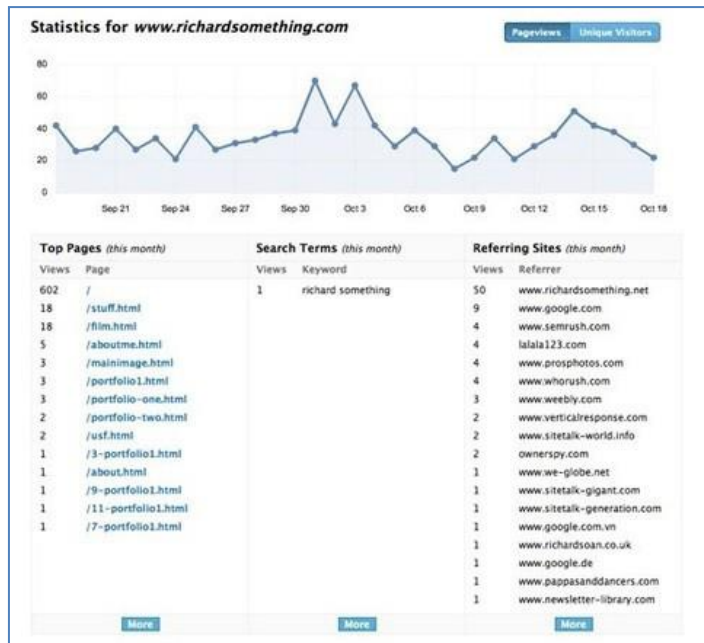 Statistics for www.richardsomething.com
Pageviews Unique Visitors
80
60
40
20
0
Sep 21 Sep 24 Sep 27 Sep 30 Oct 3 Oct 6 Oct 9 Oct 12 Oct 15 Oct 18
Top Pages (this month)
Views Page
602 /
18 /stuff.html
18 /film.html
5 /aboutme.html
3 /mainimage.html
3 /portfolio1.html
3 /portfolio-one.html
2 /portfolio-two.html
2 /usf.html
1 /3-portfolio1.html
1 /about.html
1 /9-portfolio1.html
1 /11-portfolio1.html
1 /7-portfolio1.html
More
Search Terms (this month)
Views Keyword
1 richard something
More
Referring Sites (this month)
Views Referrer
50 www.richardsomething.net
9 www.google.com
4 www.semrush.com
4 lalala123.com
4 www.prosphotos.com
4 www.whorush.com
3 www.weebly.com
2 www.verticalresponse.com
2 www.sitetalk-world.info
2 ownerspy.com
1 www.we-globe.net
1 www.sitetalk-gigant.com
1 www.sitetalk-generation.com
1 www.google.com.vn
1 www.richardsoan.co.uk
1 www.google.de
1 www.pappasanddancers.com
1 www.newsletter-library.com
More